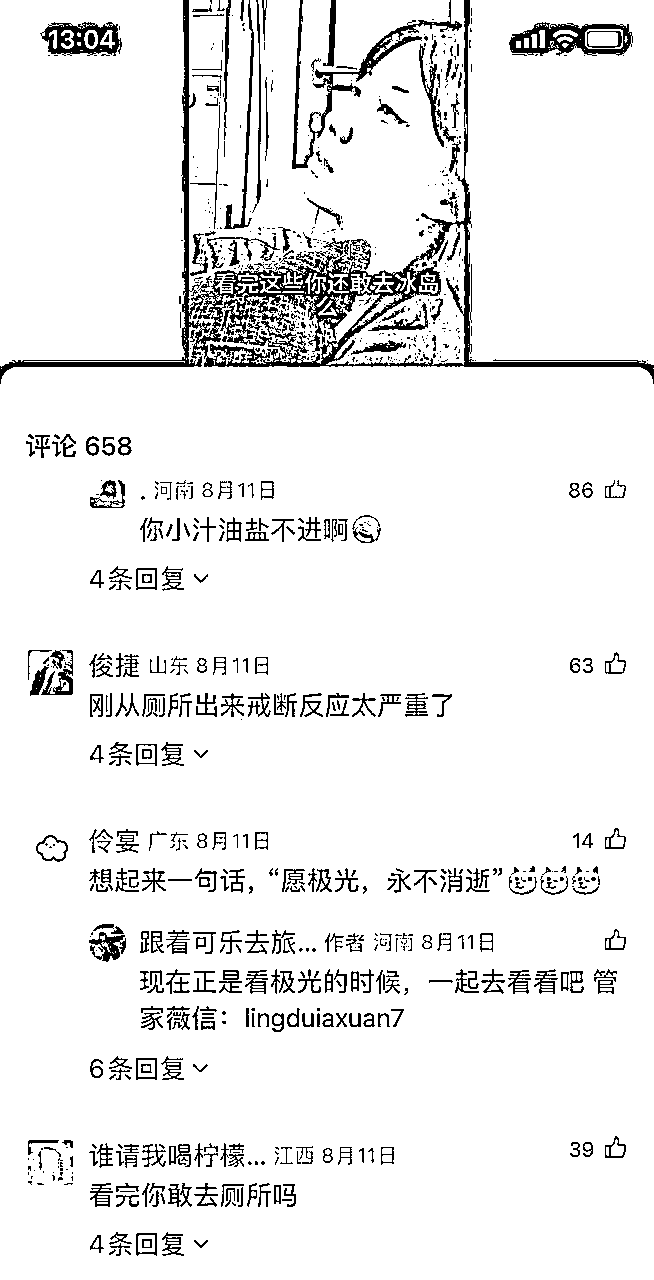 13:04
看完这些你还敢去冰岛
么
评论 658
. 河南 8月11日
86
你小汁油盐不进啊
4条回复
俊捷 山东 8月11日
63
刚从厕所出来戒断反应太严重了
4条回复
伶宴 广东 8月11日
14
想起来一句话，“愿极光，永不消逝”
跟着可乐去旅... 作者 河南 8月11日
现在正是看极光的时候，一起去看看吧 管
家薇信：lingduiaxuan7
6条回复
谁请我喝柠檬... 江西 8月11日
39
看完你敢去厕所吗
4条回复